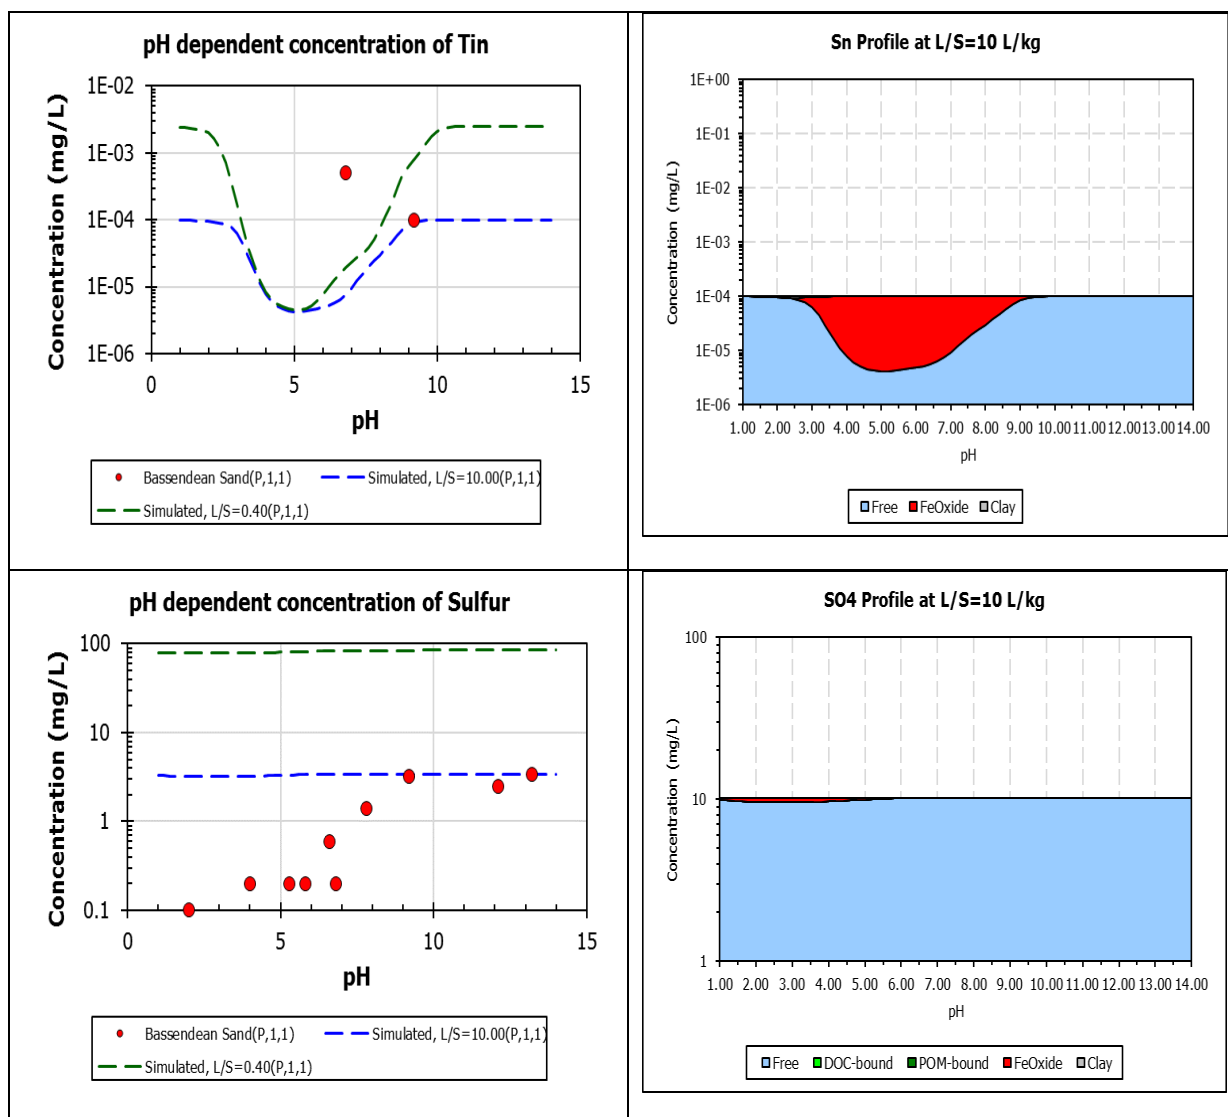 pH dependent concentration of Tin
Concentration (mg/L)
1E-02
1E-03
1E-04
1E-05
1E-06
0 5 10 15
pH
Bassendean Sand(P,1,1) Simulated, L/S=10.00(P,1,1)
Simulated, L/S=0.40(P,1,1)
Sn Profile at L/S=10 L/kg
Concentration (mg/L)
1E+00
1E-01
1E-02
1E-03
1E-04
1E-05
1E-06
1.00 2.00 3.00 4.00 5.00 6.00 7.00 8.00 9.00 10.00 11.00 12.00 13.00 14.00
pH
Free FeOxide Clay
pH dependent concentration of Sulfur
Concentration (mg/L)
100
10
1
0.1
0 5 10 15
pH
Bassendean Sand(P,1,1) Simulated, L/S=10.00(P,1,1)
Simulated, L/S=0.40(P,1,1)
SO4 Profile at L/S=10 L/kg
Concentration (mg/L)
100
10
1
1.00 2.00 3.00 4.00 5.00 6.00 7.00 8.00 9.00 10.00 11.00 12.00 13.00 14.00
pH
Free DOC-bound POM-bound FeOxide Clay